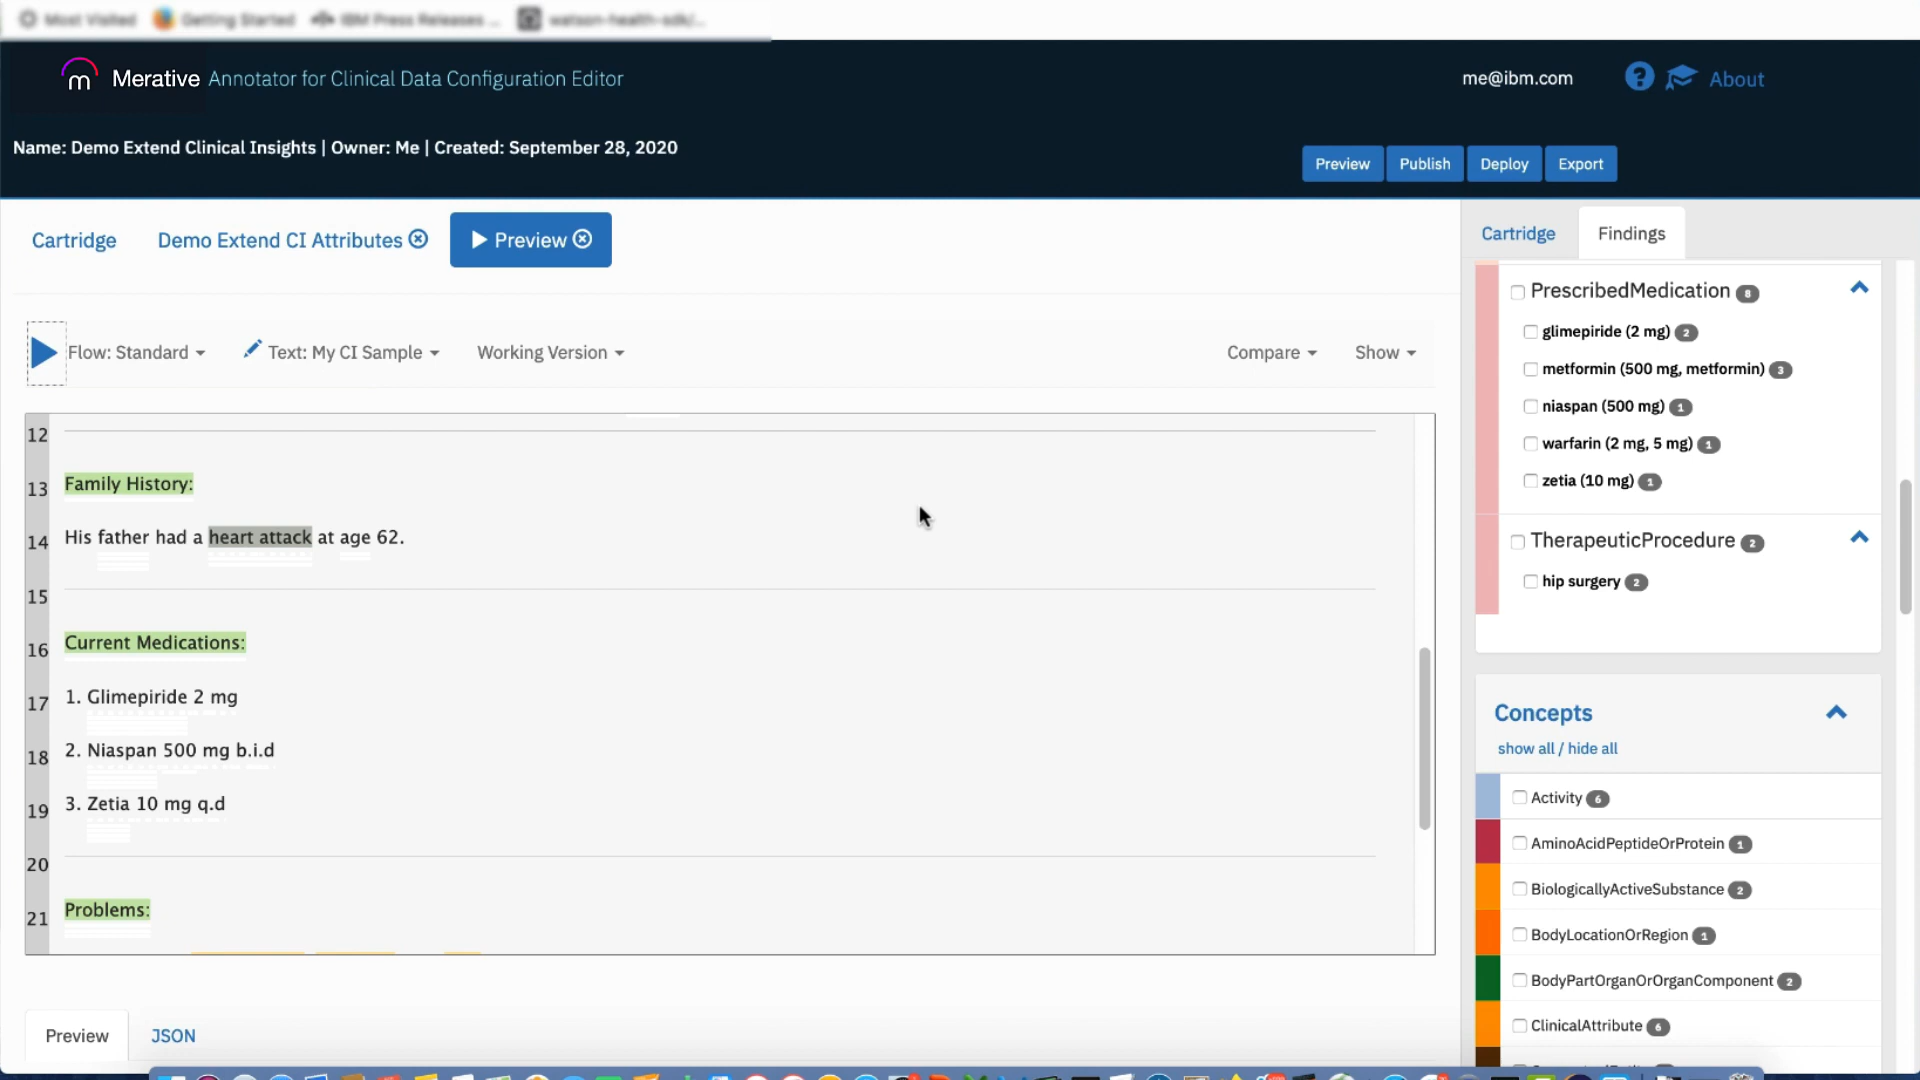 Most Visited Getting Started IBM Press Releases ... watson-health-sdk/...
Merative Annotator for Clinical Data Configuration Editor
me@ibm.com ? About
Name: Demo Extend Clinical Insights | Owner: Me | Created: September 28, 2020
Preview Publish Deploy Export
Cartridge Demo Extend CI Attributes Preview
Cartridge Findings
Flow: Standard Text: My CI Sample Working Version Compare Show
12
13 Family History:
14 His father had a heart attack at age 62.
15
16 Current Medications:
17 1. Glimepiride 2 mg
18 2. Niaspan 500 mg b.i.d
19 3. Zetia 10 mg q.d
20
21 Problems:
Preview JSON
PrescribedMedication 8
glimepiride (2 mg) 2
metformin (500 mg, metformin) 3
niaspan (500 mg) 1
warfarin (2 mg, 5 mg) 1
zetia (10 mg) 1
TherapeuticProcedure 2
hip surgery 2
Concepts
show all / hide all
Activity 6
AminoAcidPeptideOrProtein 1
BiologicallyActiveSubstance 2
BodyLocationOrRegion 1
BodyPartOrganOrOrganComponent 2
ClinicalAttribute 6